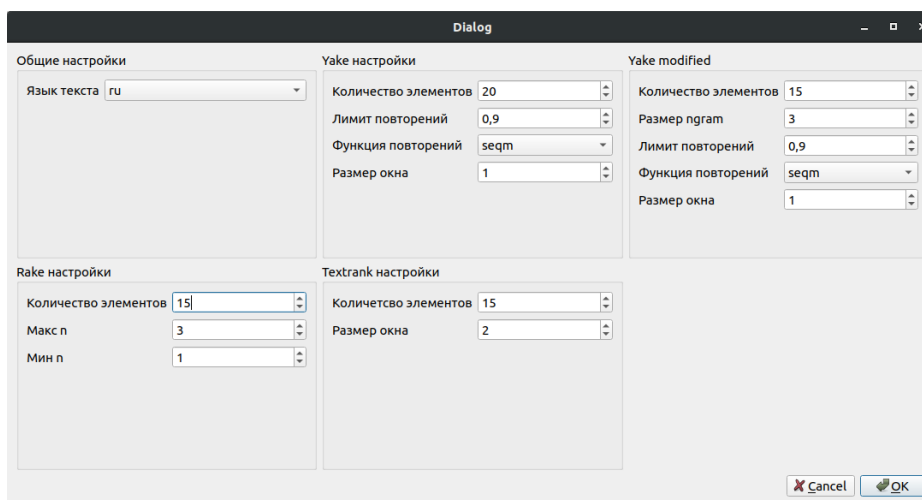 Dialog
Общие настройки
Язык текста ru
Yake настройки
Количество элементов 20
Лимит повторений 0,9
Функция повторений seqm
Размер окна 1
Yake modified
Количество элементов 15
Размер ngram 3
Лимит повторений 0,9
Функция повторений seqm
Размер окна 1
Rake настройки
Количество элементов 15
Макс n 3
Мин n 1
Textrank настройки
Количетсво элементов 15
Размер окна 2
Cancel OK